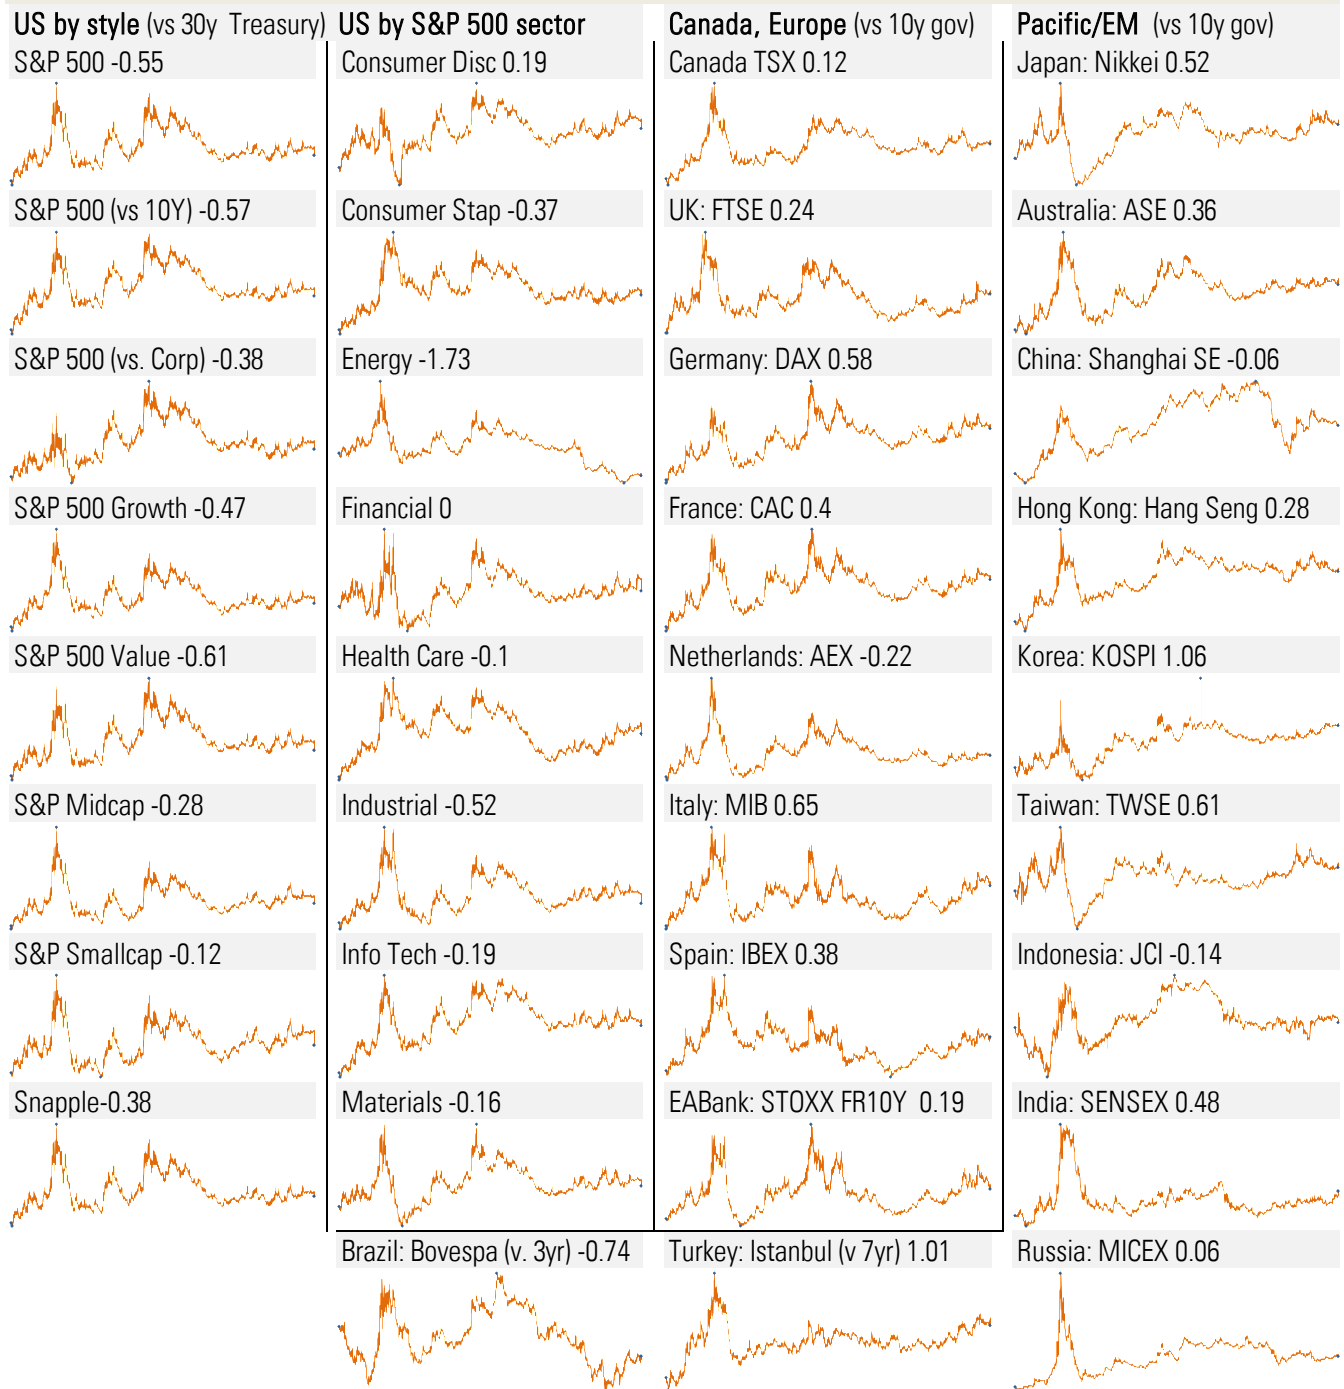 US by style (vs 30y Treasury)
S&P 500 -0.55
S&P 500 (vs 10Y) -0.57
S&P 500 (vs. Corp) -0.38
S&P 500 Growth -0.47
S&P 500 Value -0.61
S&P Midcap -0.28
S&P Smallcap -0.12
Snapple-0.38
US by S&P 500 sector
Consumer Disc 0.19
Consumer Stap -0.37
Energy -1.73
Financial 0
Health Care -0.1
Industrial -0.52
Info Tech -0.19
Materials -0.16
Brazil: Bovespa (v. 3yr) -0.74
Canada, Europe (vs 10y gov)
Canada TSX 0.12
UK: FTSE 0.24
Germany: DAX 0.58
France: CAC 0.4
Netherlands: AEX -0.22
Italy: MIB 0.65
Spain: IBEX 0.38
EABank: STOXX FR10Y 0.19
Turkey: Istanbul (v 7yr) 1.01
Pacific/EM (vs 10y gov)
Japan: Nikkei 0.52
Australia: ASE 0.36
China: Shanghai SE -0.06
Hong Kong: Hang Seng 0.28
Korea: KOSPI 1.06
Taiwan: TWSE 0.61
Indonesia: JCI -0.14
India: SENSEX 0.48
Russia: MICEX 0.06